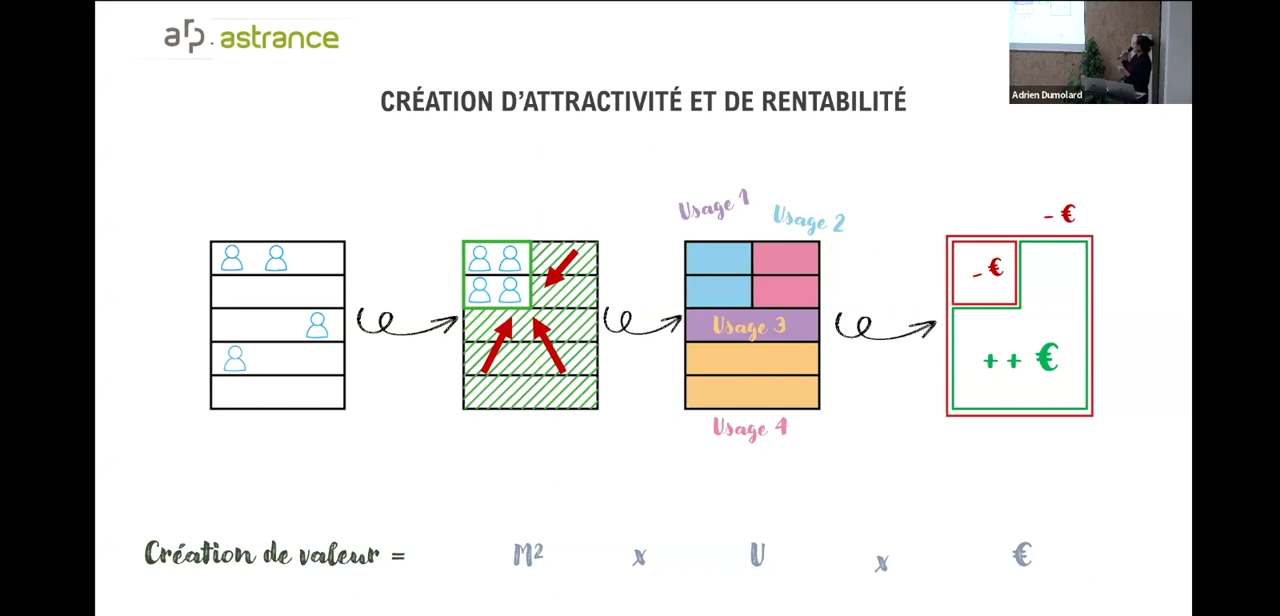 arp. astrance
Adrien Dumolard
CRÉATION D'ATTRACTIVITÉ ET DE RENTABILITÉ
Usage 1
Usage 2
- €
- €
Usage 3
+ + €
Usage 4
Création de valeur = M² x U x €